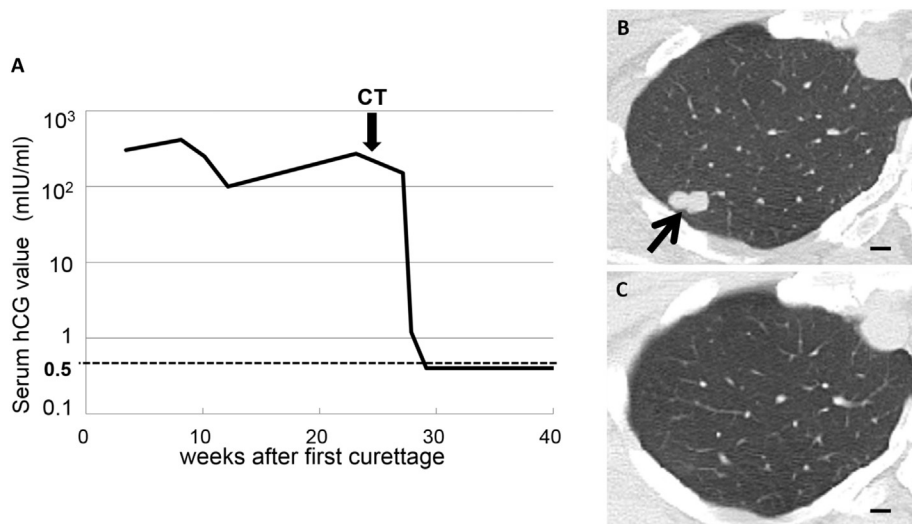 A
CT
10³
10²
10
1
0.5
0.1
Serum hCG value (mIU/ml)
0 10 20 30 40
weeks after first curettage
B
C